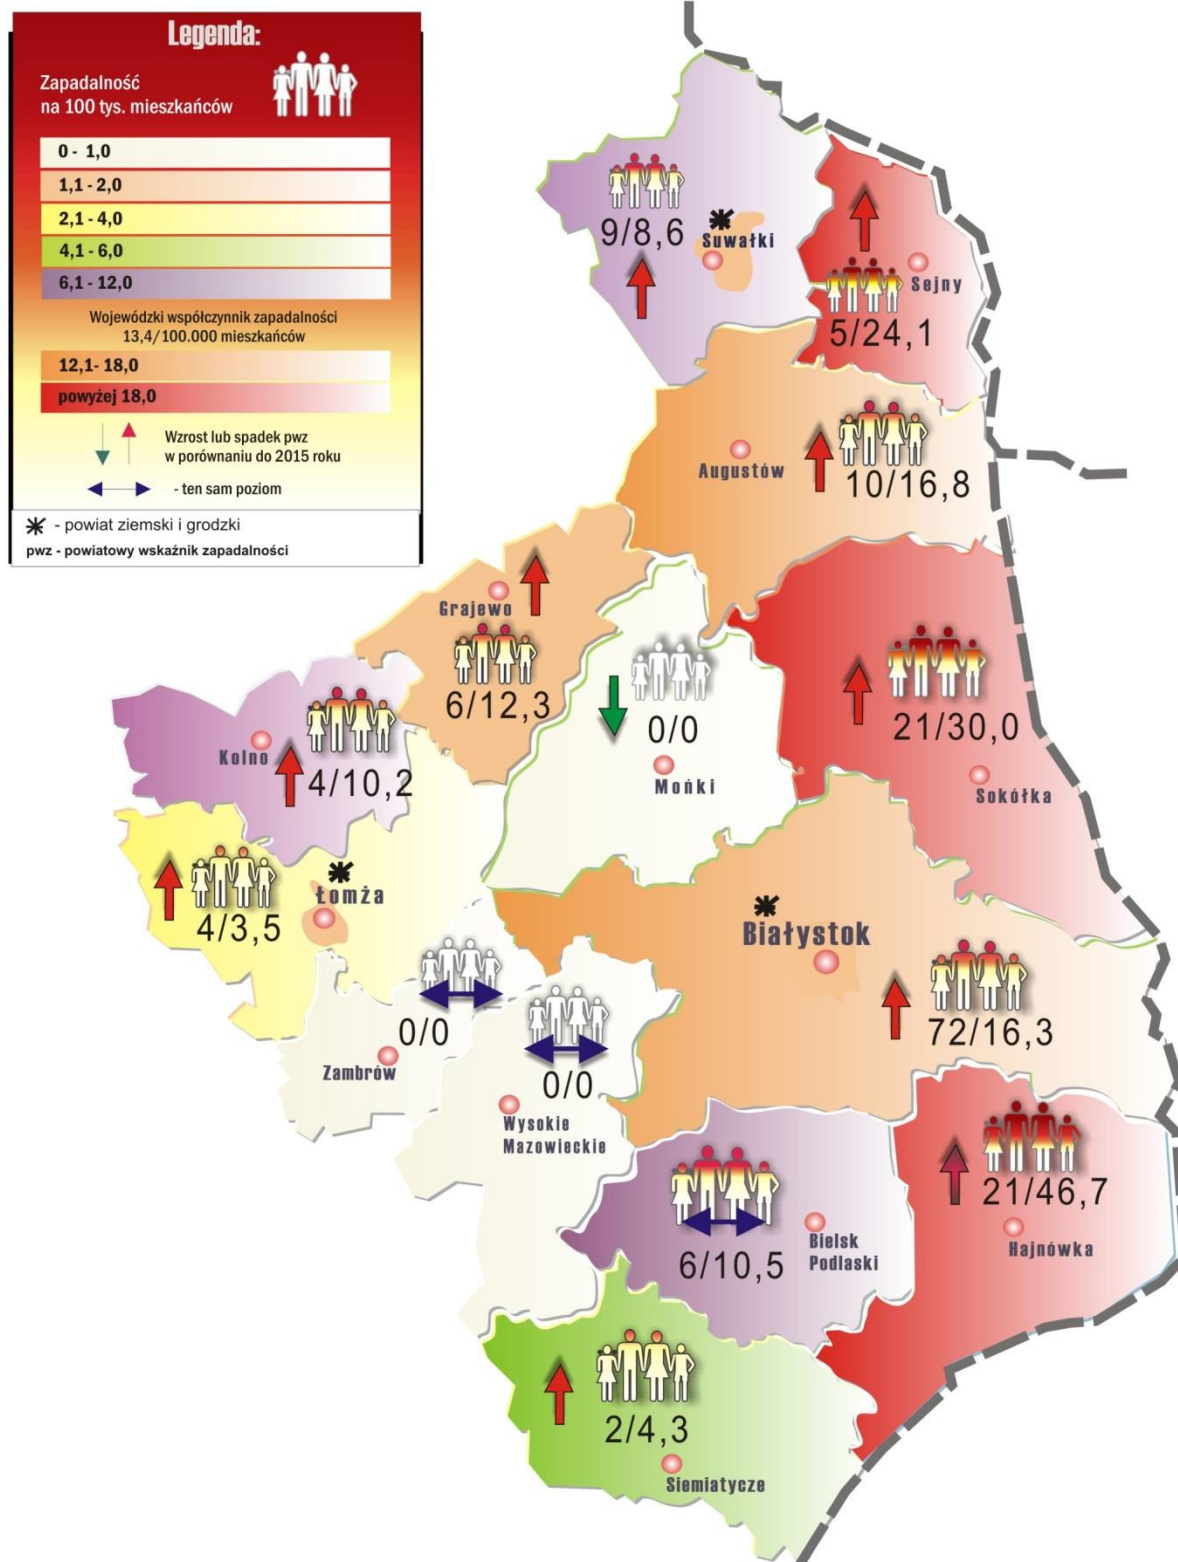 Legenda:
Zapadalność
na 100 tys. mieszkańców
0 - 1,0
1,1 - 2,0
2,1 - 4,0
4,1 - 6,0
6,1 - 12,0
Wojewódzki współczynnik zapadalności
13,4/100.000 mieszkańców
12,1- 18,0
powyżej 18,0
Wzrost lub spadek pwz
w porównaniu do 2015 roku
- ten sam poziom
- powiat ziemski i grodzki
pwz - powiatowy wskaźnik zapadalności
9/8,6
Suwałki
Sejny
5/24,1
Augustów
10/16,8
Grajewo
6/12,3
0/0
Mońki
21/30,0
Sokółka
Kolno
4/10,2
Łomża
4/3,5
Białystok
72/16,3
0/0
Zambrów
0/0
Wysokie
Mazowieckie
21/46,7
Hajnówka
6/10,5
Bielsk
Podlaski
2/4,3
Siemiatycze